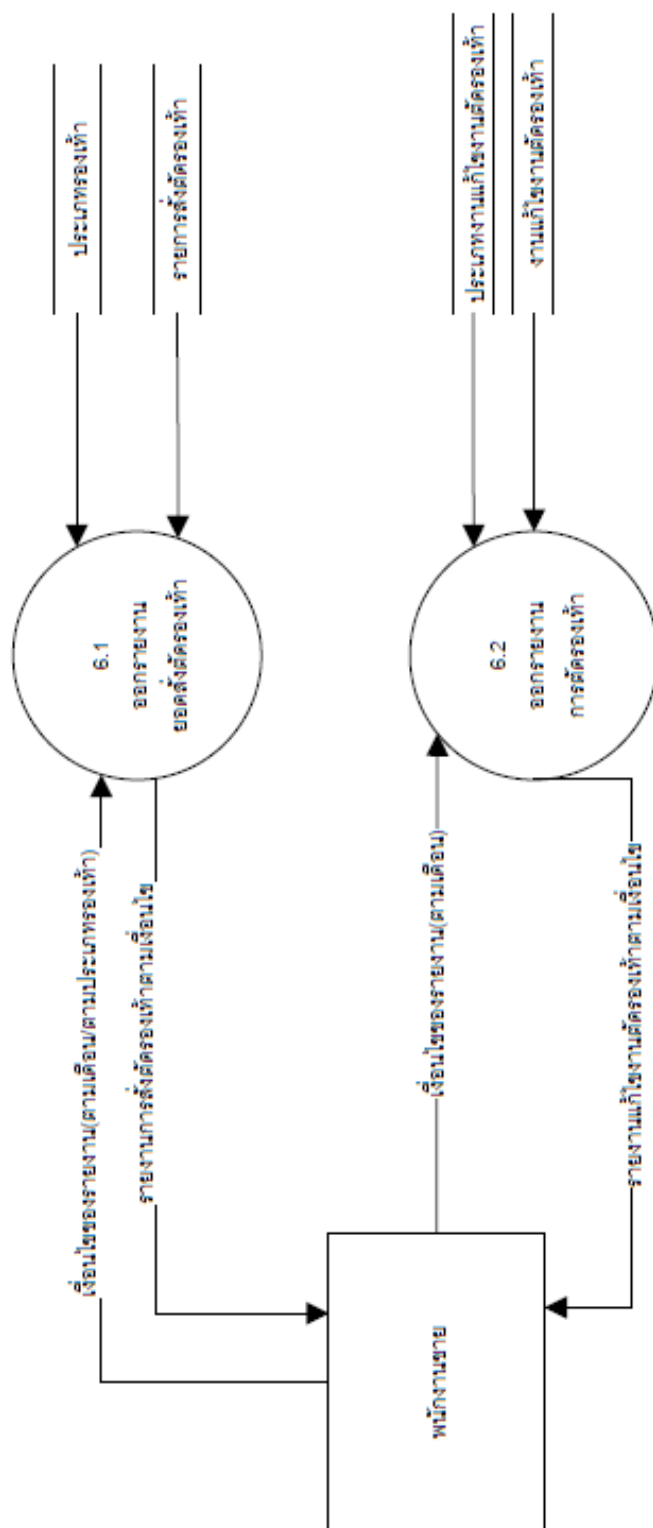 ประเภทรองเท้า
รายการสั่งตัดรองเท้า
6.1
ออกรายงาน
ยอดสั่งตัดรองเท้า
เงื่อนไขของรายงาน(ตามเดือน/ตามประเภทรองเท้า)
รายงานการสั่งตัดรองเท้าตามเงื่อนไข
พนักงานขาย
ประเภทงานแก้ไขงานตัดรองเท้า
งานแก้ไขงานตัดรองเท้า
6.2
ออกรายงาน
การตัดรองเท้า
เงื่อนไขของรายงาน(ตามเดือน)
รายงานแก้ไขงานตัดรองเท้าตามเงื่อนไข